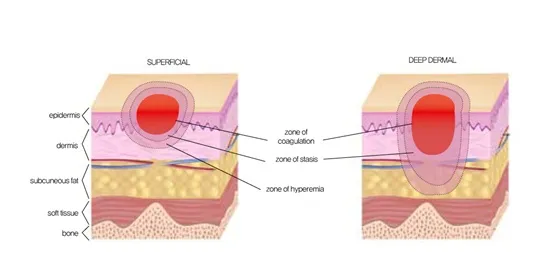 SUPERFICIAL
DEEP DERMAL
epidermis
dermis
subcuneous fat
soft tissue
bone
zone of
coagulation
zone of stasis
zone of hyperemia